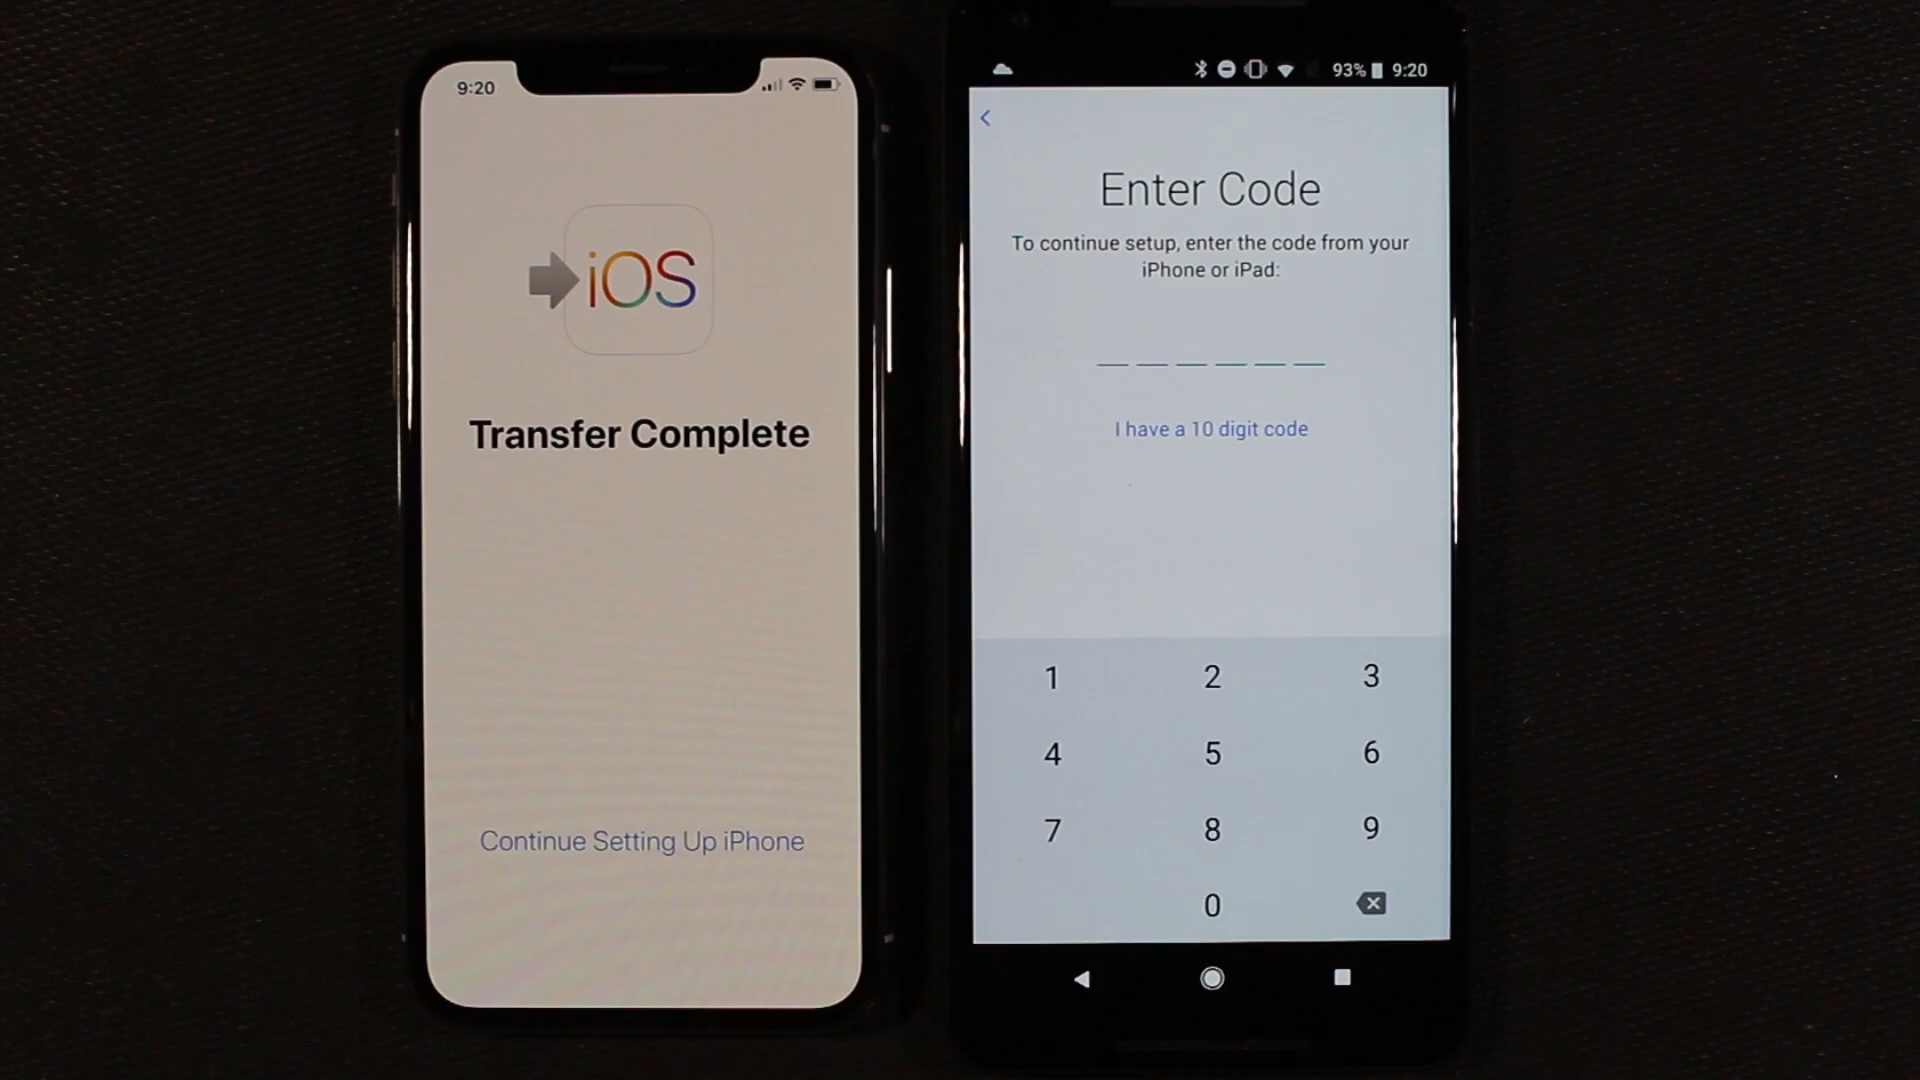 9:20
iOS
Transfer Complete
Continue Setting Up iPhone
93% 9:20
Enter Code
To continue setup, enter the code from your
iPhone or iPad:
I have a 10 digit code
1 2 3
4 5 6
7 8 9
0